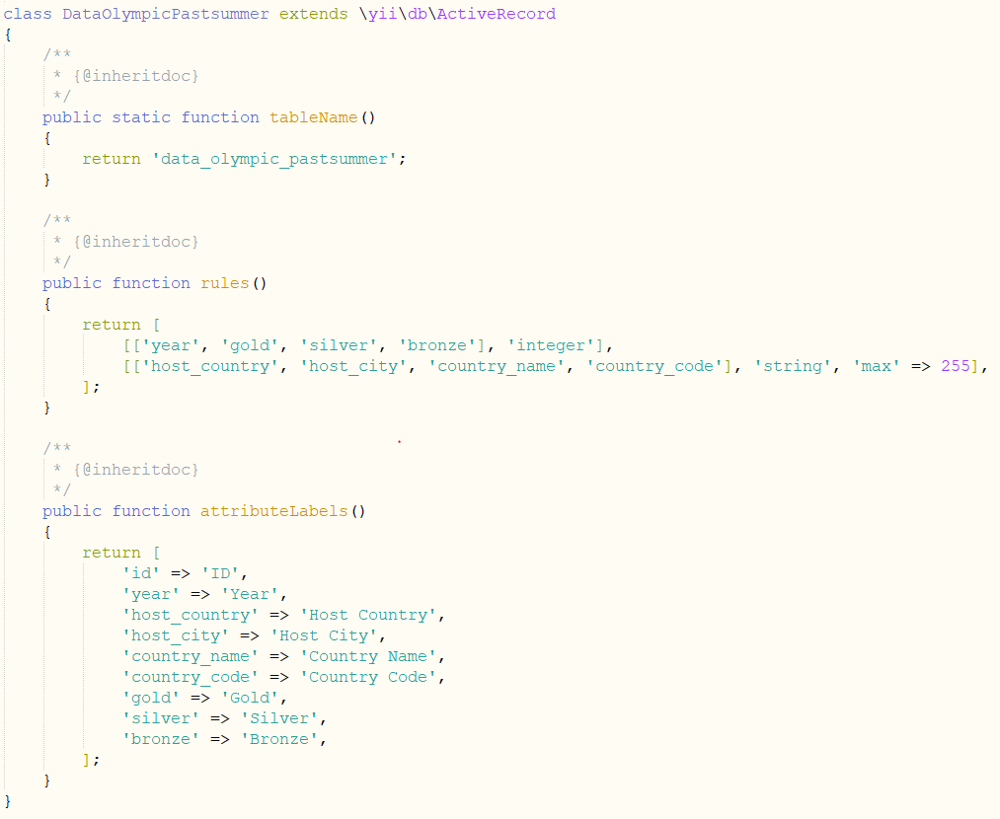 class DataOlympicPastsummer extends \yii\db\ActiveRecord
{
    /**
     * {@inheritdoc}
     */
    public static function tableName()
    {
        return 'data_olympic_pastsummer';
    }

    /**
     * {@inheritdoc}
     */
    public function rules()
    {
        return [
            [['year', 'gold', 'silver', 'bronze'], 'integer'],
            [['host_country', 'host_city', 'country_name', 'country_code'], 'string', 'max' => 255],
        ];
    }

    /**
     * {@inheritdoc}
     */
    public function attributeLabels()
    {
        return [
            'id' => 'ID',
            'year' => 'Year',
            'host_country' => 'Host Country',
            'host_city' => 'Host City',
            'country_name' => 'Country Name',
            'country_code' => 'Country Code',
            'gold' => 'Gold',
            'silver' => 'Silver',
            'bronze' => 'Bronze',
        ];
    }
}